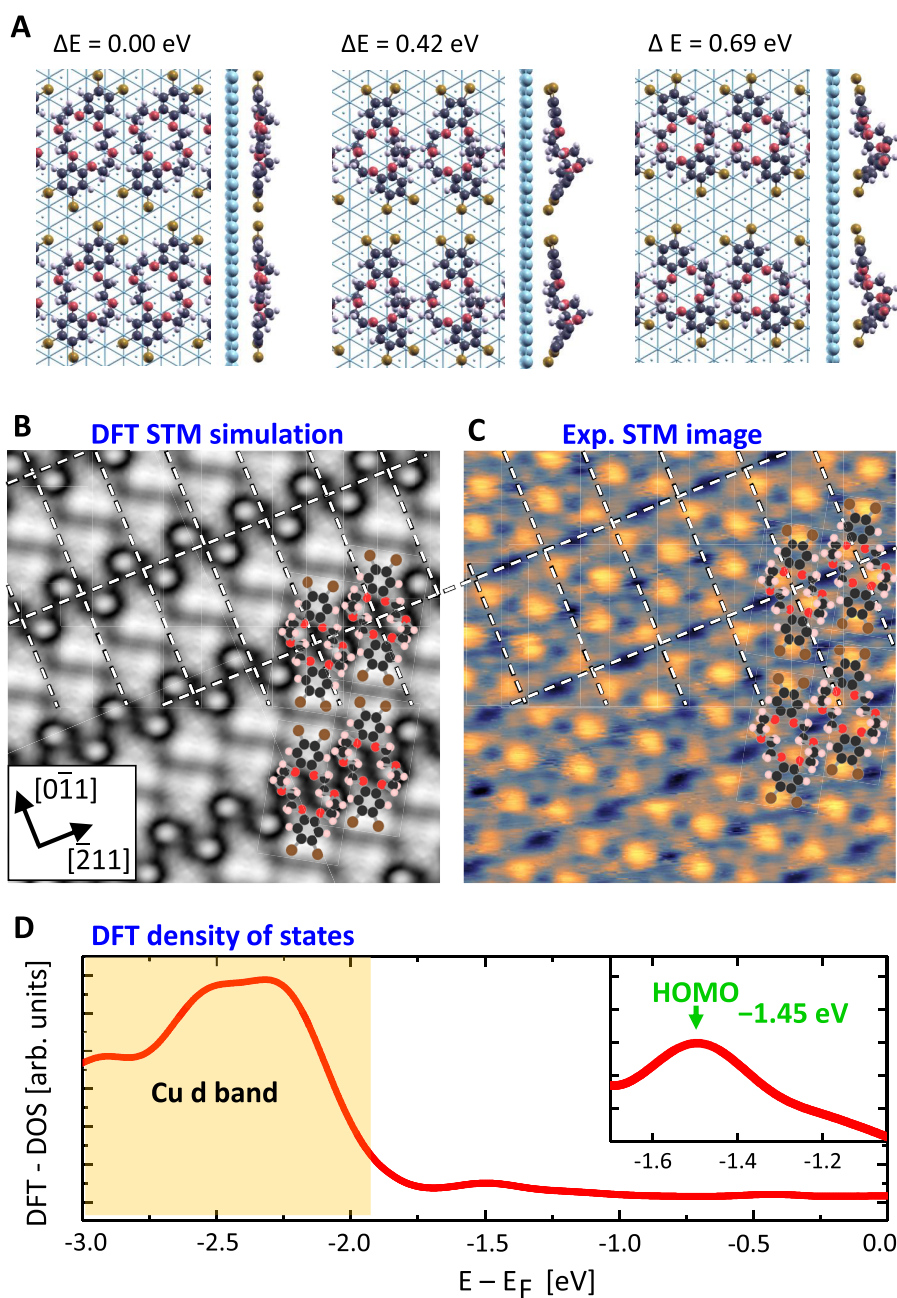 A
ΔE = 0.00 eV
ΔE = 0.42 eV
Δ E = 0.69 eV
B
DFT STM simulation
C
Exp. STM image
[01̄1]
[2̄11]
D
DFT density of states
DFT - DOS [arb. units]
Cu d band
HOMO
−1.45 eV
-1.6 -1.4 -1.2
-3.0 -2.5 -2.0 -1.5 -1.0 -0.5 0.0
E − E_F [eV]